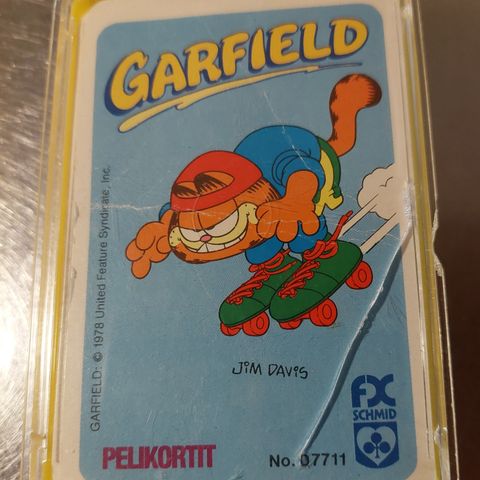 GARFIELD
GARFIELD: © 1978 United Feature Syndicate, Inc.
JIM DAVIS
FX
SCHMID
PELIKORTIT
No. 07711